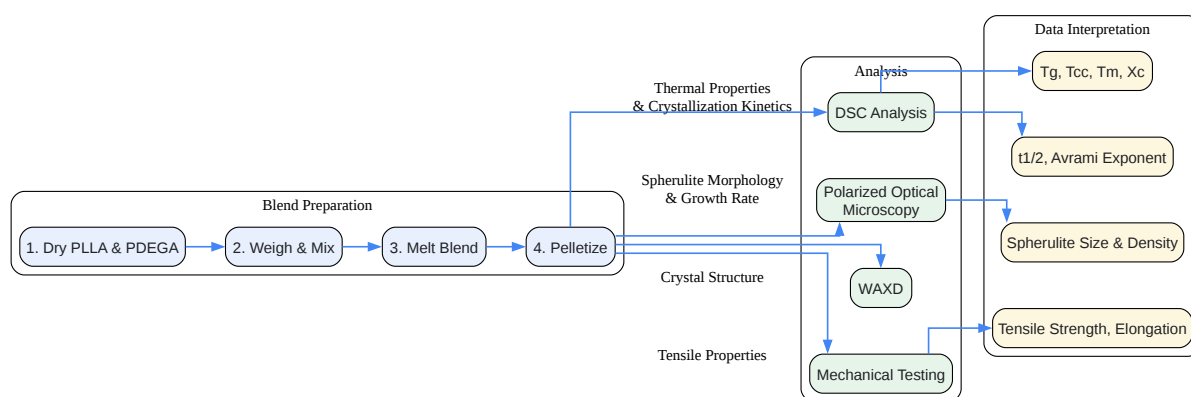 Data Interpretation
Tg, Tcc, Tm, Xc
Analysis
Thermal Properties
& Crystallization Kinetics
DSC Analysis
t1/2, Avrami Exponent
Spherulite Morphology
& Growth Rate
Polarized Optical
Microscopy
Blend Preparation
1. Dry PLLA & PDEGA
2. Weigh & Mix
3. Melt Blend
4. Pelletize
Spherulite Size & Density
Crystal Structure
WAXD
Tensile Strength, Elongation
Tensile Properties
Mechanical Testing